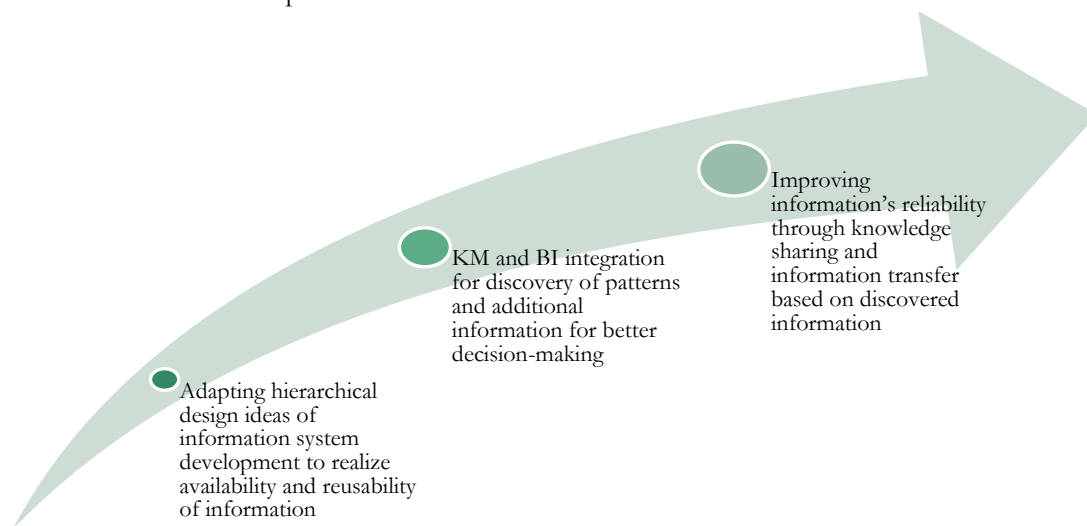 Adapting hierarchical
design ideas of
information system
development to realize
availability and reusability
of information
KM and BI integration
for discovery of patterns
and additional
information for better
decision-making
Improving
information's reliability
through knowledge
sharing and
information transfer
based on discovered
information